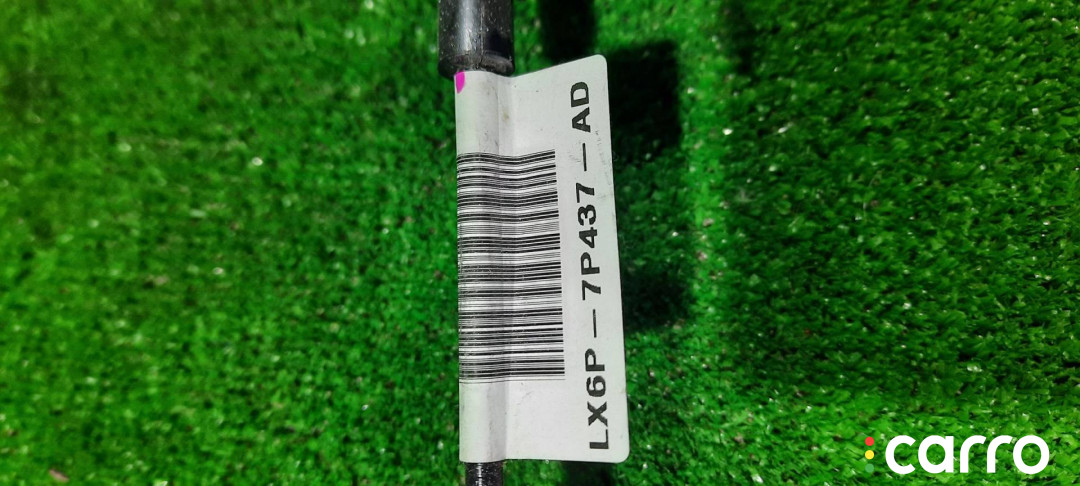 LX6P — 7P437 — AD
carro